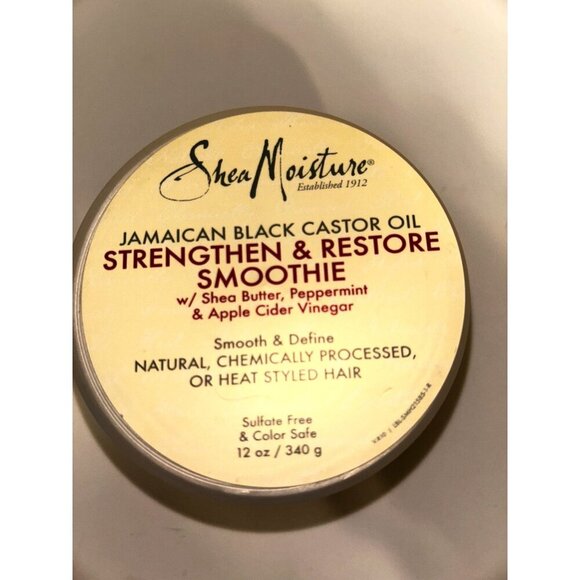 SheaMoisture®
Established 1912
JAMAICAN BLACK CASTOR OIL
STRENGTHEN & RESTORE
SMOOTHIE
w/ Shea Butter, Peppermint
& Apple Cider Vinegar
Smooth & Define
NATURAL, CHEMICALLY PROCESSED,
OR HEAT STYLED HAIR
Sulfate Free
& Color Safe
12 oz / 340 g